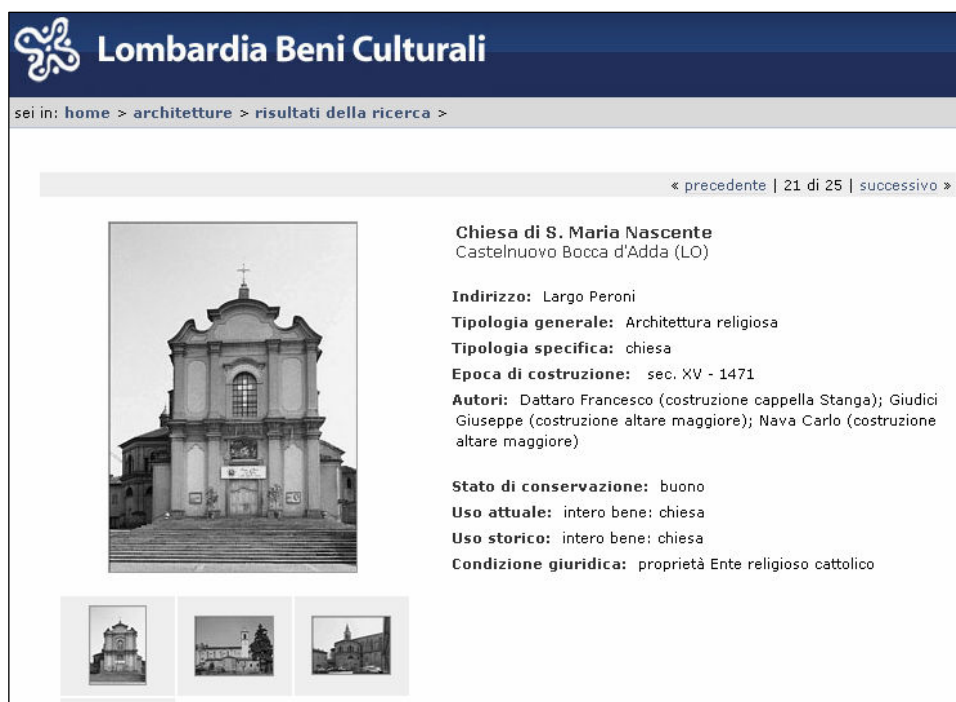 Lombardia Beni Culturali
sei in: home > architetture > risultati della ricerca >
« precedente | 21 di 25 | successivo »
Chiesa di S. Maria Nascente
Castelnuovo Bocca d'Adda (LO)
Indirizzo: Largo Peroni
Tipologia generale: Architettura religiosa
Tipologia specifica: chiesa
Epoca di costruzione: sec. XV - 1471
Autori: Dattaro Francesco (costruzione cappella Stanga); Giudici
Giuseppe (costruzione altare maggiore); Nava Carlo (costruzione
altare maggiore)
Stato di conservazione: buono
Uso attuale: intero bene: chiesa
Uso storico: intero bene: chiesa
Condizione giuridica: proprietà Ente religioso cattolico